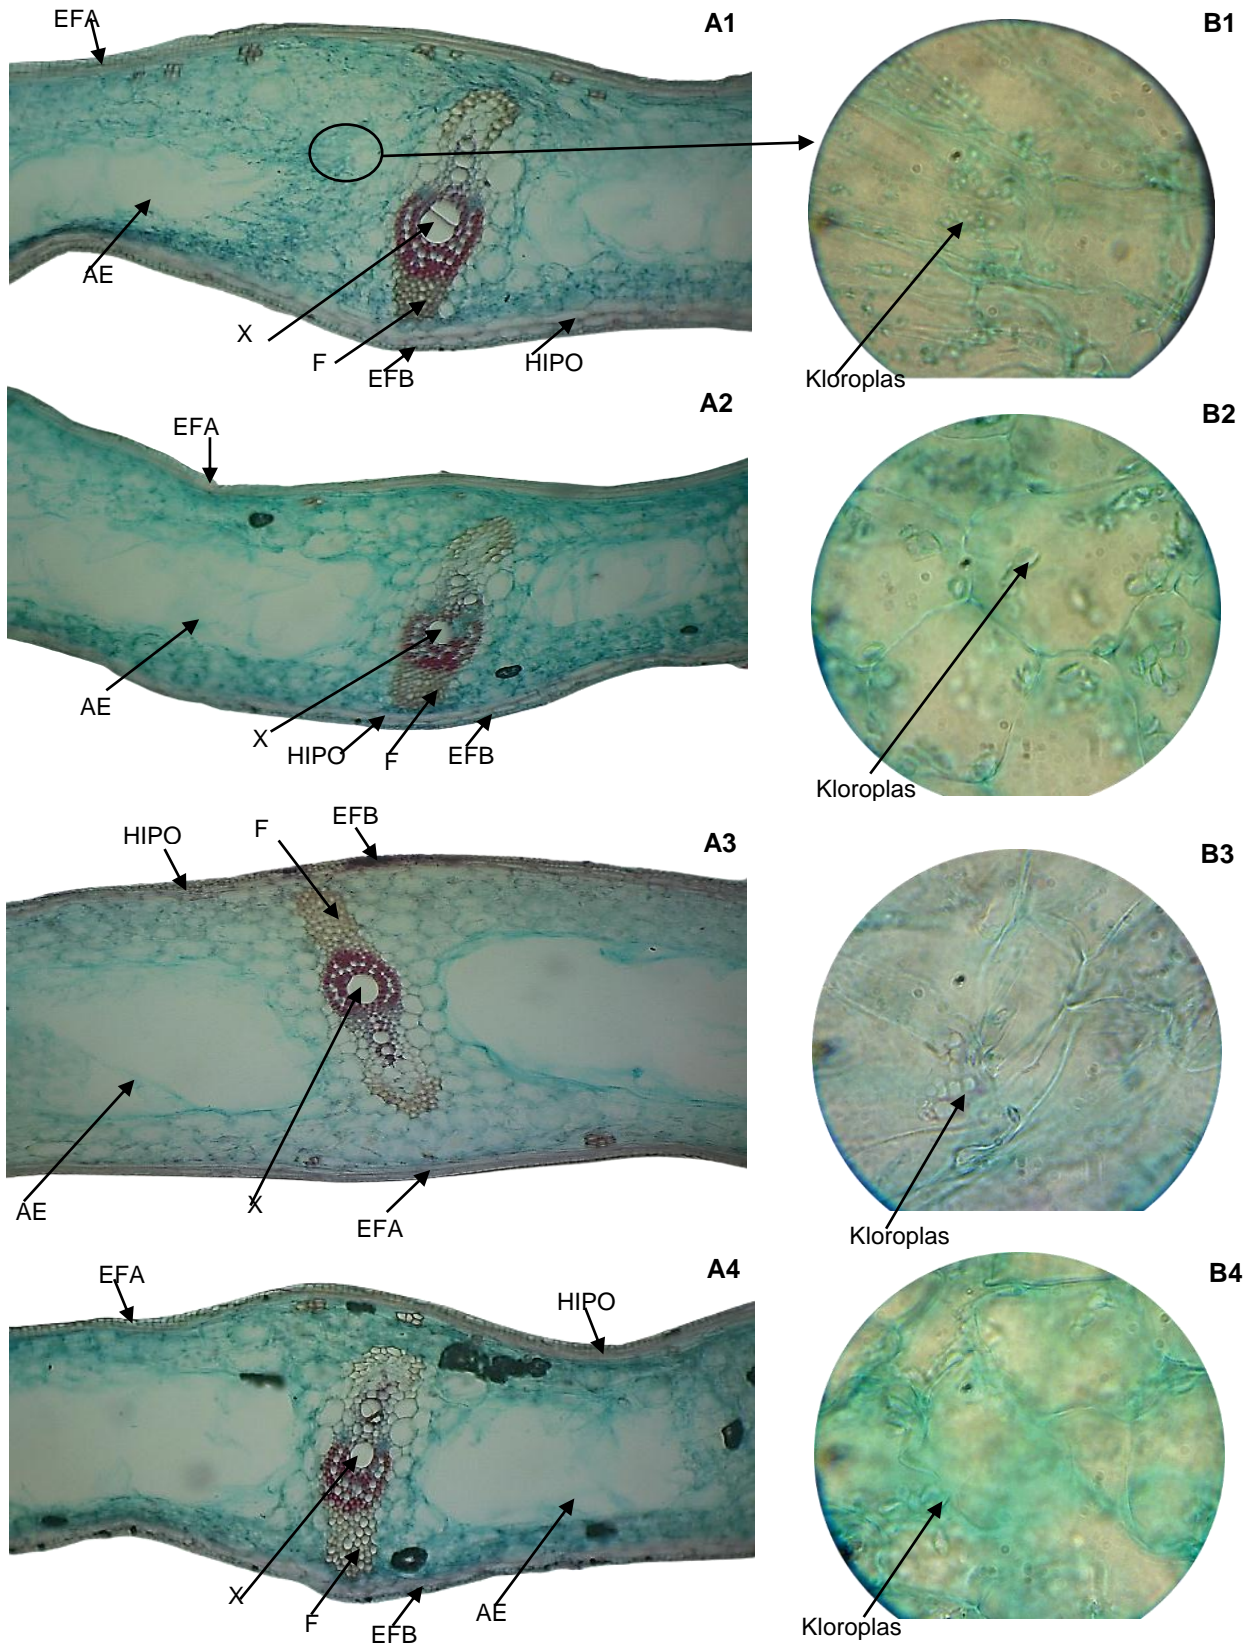 EFA
A1
B1
AE
X
F
EFB
HIPO
Kloroplas
EFA
A2
B2
AE
X
HIPO
F
EFB
Kloroplas
HIPO
F
EFB
A3
B3
AE
X
EFA
Kloroplas
EFA
HIPO
A4
B4
X
F
EFB
AE
Kloroplas